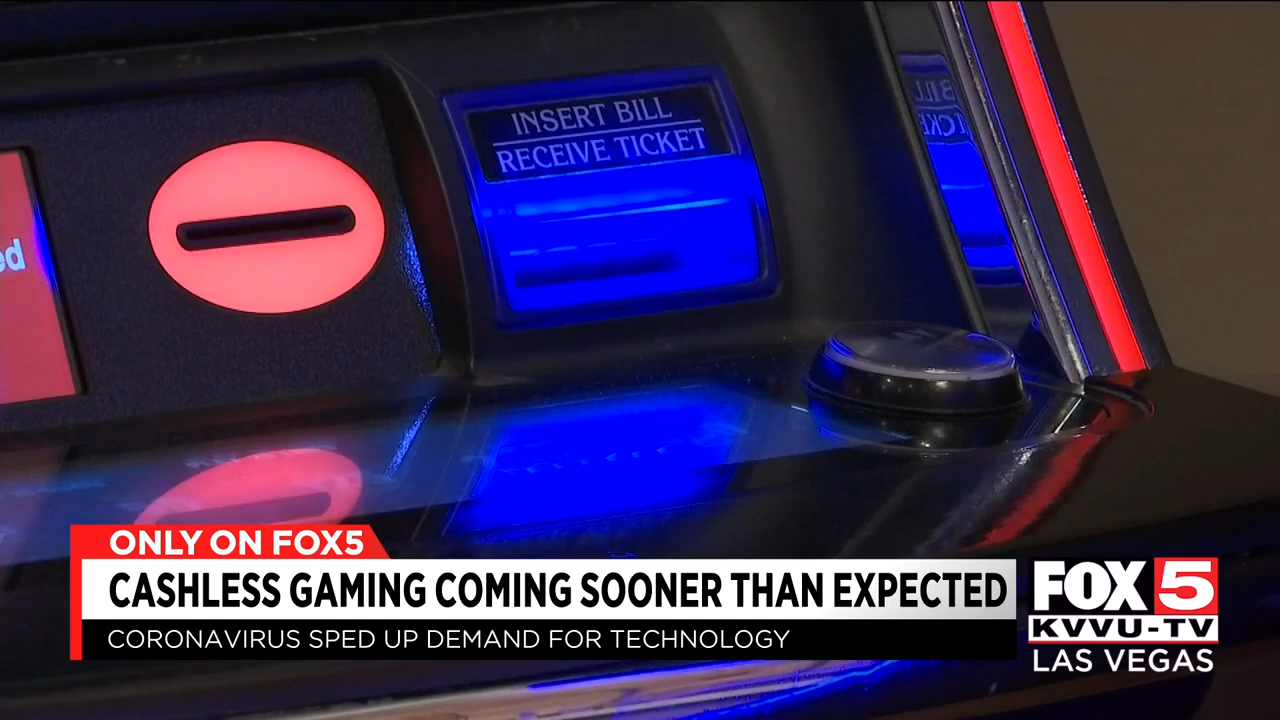 INSERT BILL
RECEIVE TICKET
ed
ONLY ON FOX5
CASHLESS GAMING COMING SOONER THAN EXPECTED
CORONAVIRUS SPED UP DEMAND FOR TECHNOLOGY
FOX 5
KVVU-TV
LAS VEGAS